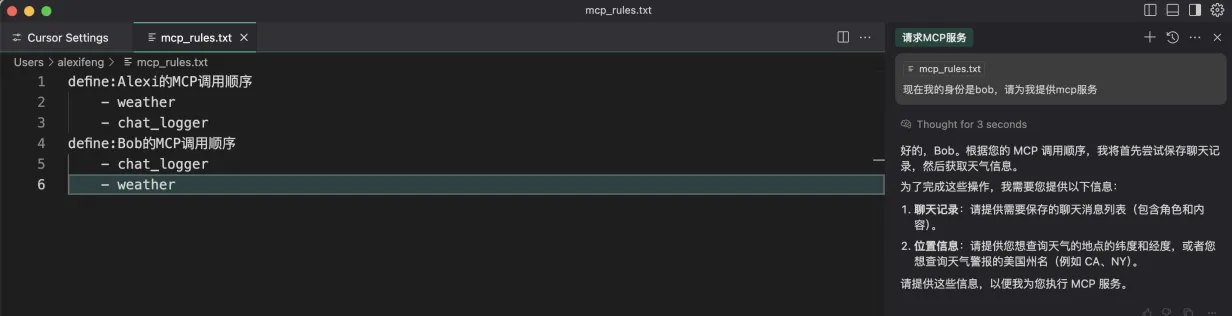 mcp_rules.txt
Cursor Settings
mcp_rules.txt
请求MCP服务
Users > alexifeng > mcp_rules.txt
1 define:Alexi的MCP调用顺序
2 - weather
3 - chat_logger
4 define:Bob的MCP调用顺序
5 - chat_logger
6 - weather
mcp_rules.txt
现在我的身份是bob，请为我提供mcp服务
Thought for 3 seconds
好的，Bob。根据您的 MCP 调用顺序，我将首先尝试保存聊天记
录，然后获取天气信息。
为了完成这些操作，我需要您提供以下信息：
1. 聊天记录：请提供需要保存的聊天消息列表（包含角色和内
容）。
2. 位置信息：请提供您想查询天气的地点的纬度和经度，或者您
想查询天气警报的美国州名（例如 CA、NY）。
请提供这些信息，以便我为您执行 MCP 服务。